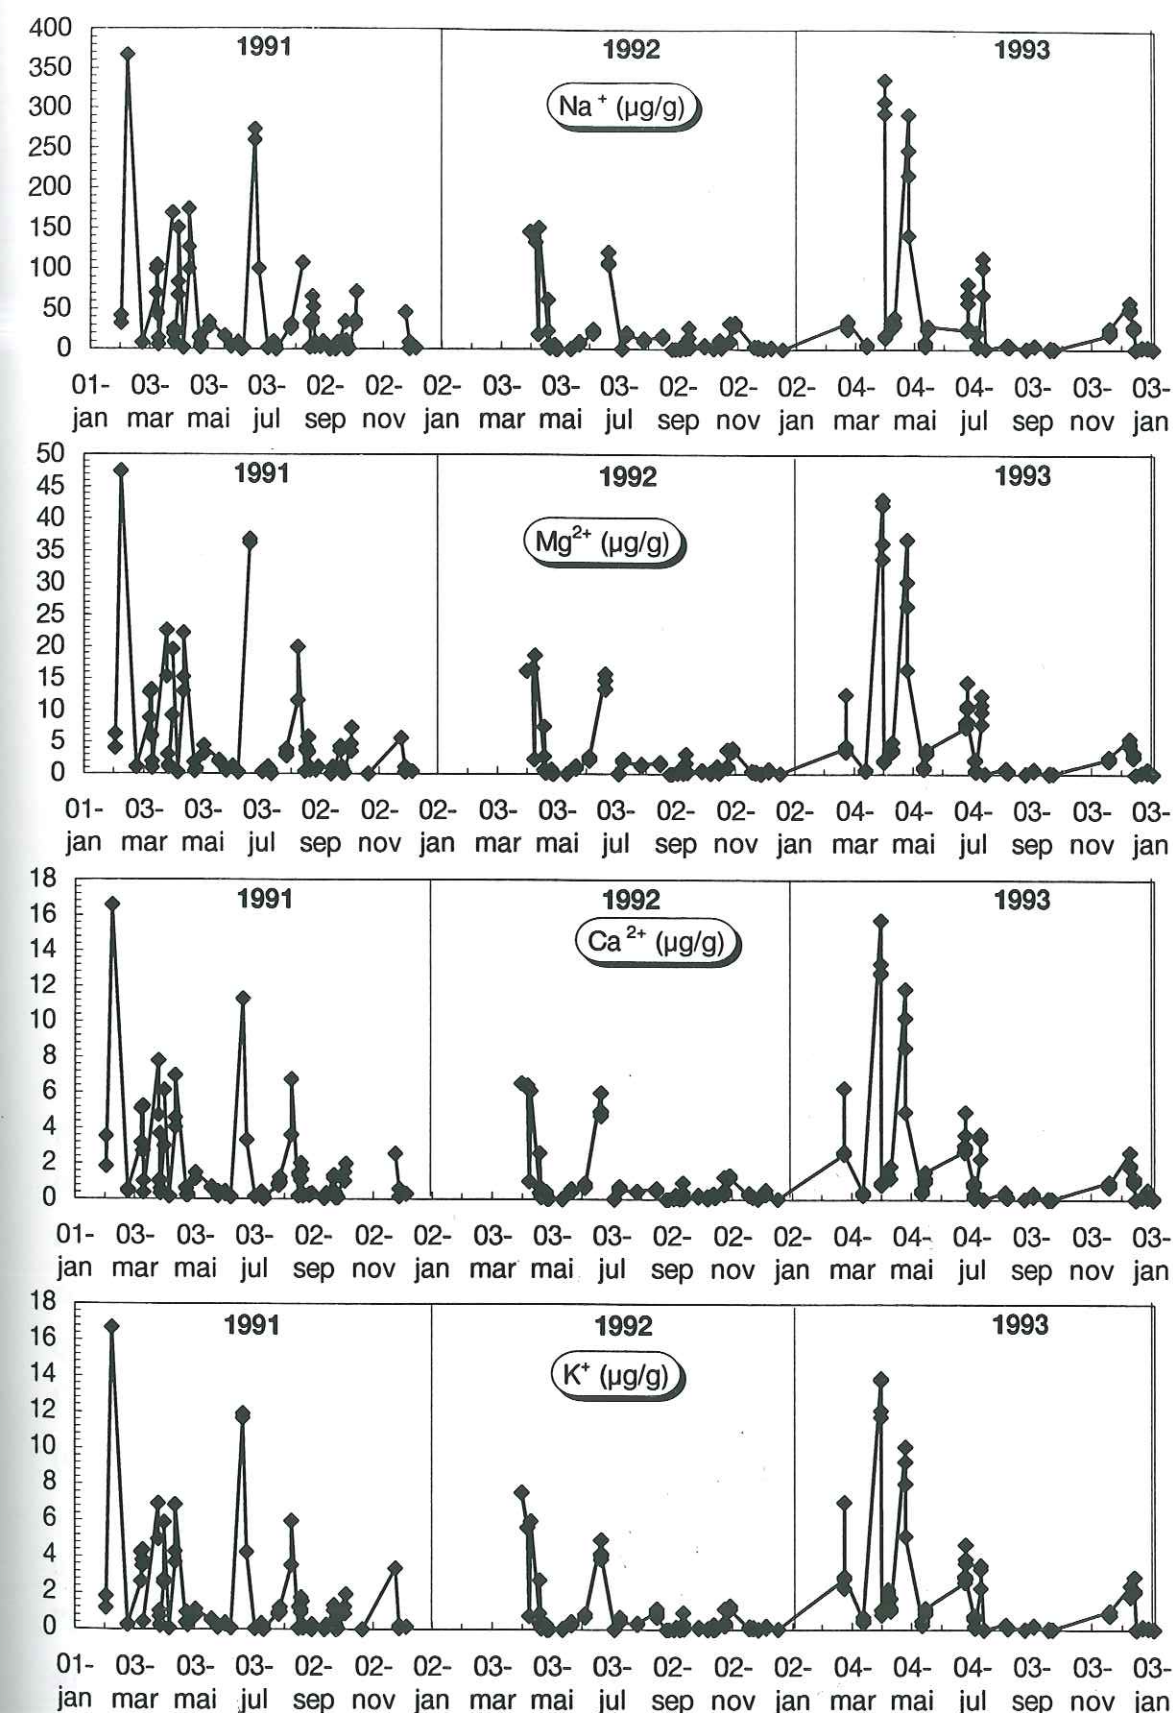 400
350
300
250
200
150
100
50
0
1991 1992 1993
Na⁺ (µg/g)
01- 03- 03- 03- 02- 02- 02- 03- 03- 03- 02- 02- 02- 04- 04- 04- 03- 03- 03-
jan mar mai jul sep nov jan mar mai jul sep nov jan mar mai jul sep nov jan
50
45
40
35
30
25
20
15
10
5
0
1991 1992 1993
Mg²⁺ (µg/g)
01- 03- 03- 03- 02- 02- 02- 03- 03- 03- 02- 02- 02- 04- 04- 04- 03- 03- 03-
jan mar mai jul sep nov jan mar mai jul sep nov jan mar mai jul sep nov jan
18
16
14
12
10
8
6
4
2
0
1991 1992 1993
Ca²⁺ (µg/g)
01- 03- 03- 03- 02- 02- 02- 03- 03- 03- 02- 02- 02- 04- 04- 04- 03- 03- 03-
jan mar mai jul sep nov jan mar mai jul sep nov jan mar mai jul sep nov jan
18
16
14
12
10
8
6
4
2
0
1991 1992 1993
K⁺ (µg/g)
01- 03- 03- 03- 02- 02- 02- 03- 03- 03- 02- 02- 02- 04- 04- 04- 03- 03- 03-
jan mar mai jul sep nov jan mar mai jul sep nov jan mar mai jul sep nov jan